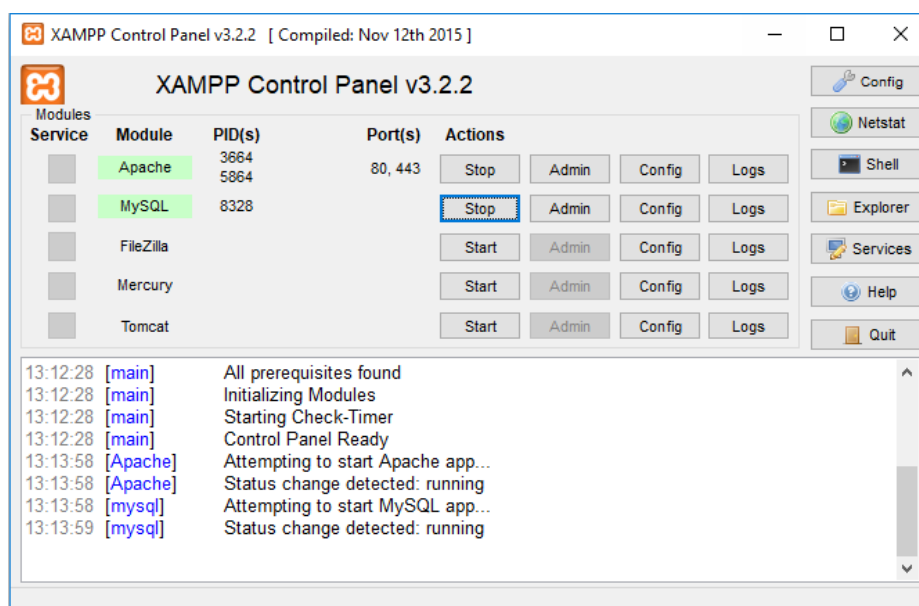 XAMPP Control Panel v3.2.2 [ Compiled: Nov 12th 2015 ]
XAMPP Control Panel v3.2.2
Config
Modules
Netstat
Service Module PID(s) Port(s) Actions
Apache 3664 80, 443 Stop Admin Config Logs
5864
Shell
MySQL 8328 Stop Admin Config Logs
Explorer
FileZilla Start Admin Config Logs
Services
Mercury Start Admin Config Logs
Help
Tomcat Start Admin Config Logs
Quit
13:12:28 [main] All prerequisites found
13:12:28 [main] Initializing Modules
13:12:28 [main] Starting Check-Timer
13:12:28 [main] Control Panel Ready
13:13:58 [Apache] Attempting to start Apache app...
13:13:58 [Apache] Status change detected: running
13:13:58 [mysql] Attempting to start MySQL app...
13:13:59 [mysql] Status change detected: running